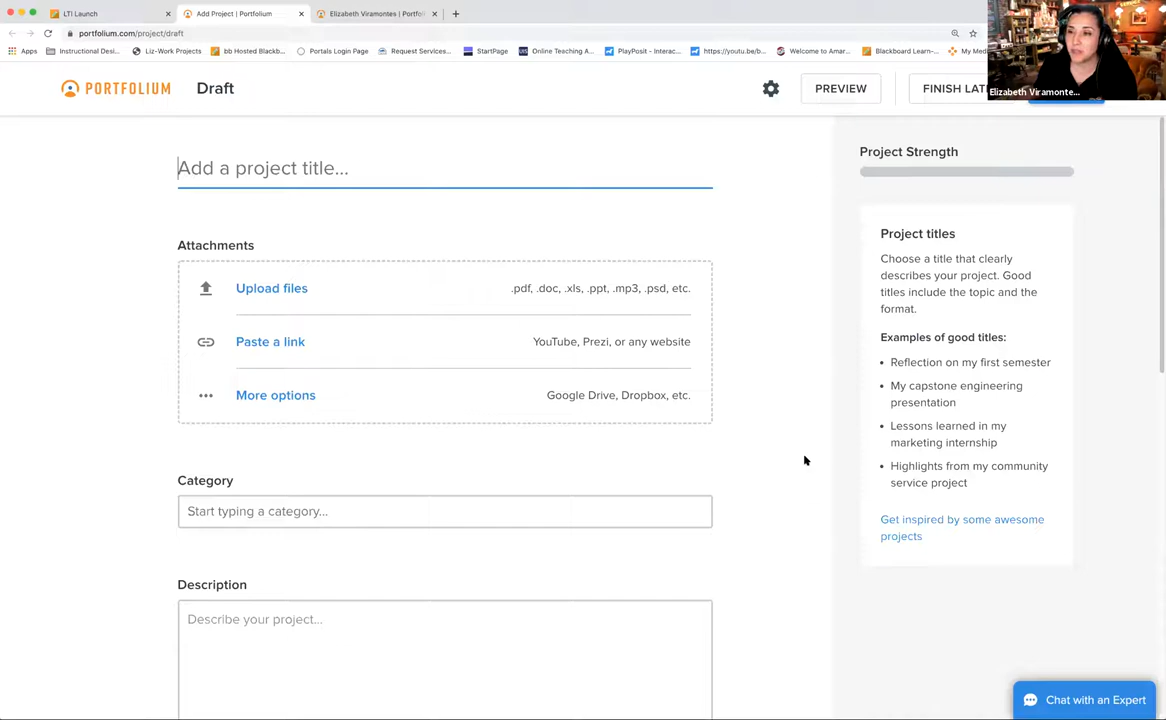 LTI Launch
Add Project | Portfolium
Elizabeth Viramontes | Portfo
portfolium.com/project/draft
Apps
Instructional Desi...
Liz-Work Projects
bb Hosted Blackb...
Portals Login Page
Request Services...
StartPage
Online Teaching A...
PlayPosit - Interac...
https://youtu.be/b...
Welcome to Amar...
Blackboard Learn-...
My Me
Elizabeth Viramonte...
PORTFOLIUM
Draft
PREVIEW
FINISH LAT
Add a project title...
Attachments
Upload files
.pdf, .doc, .xls, .ppt, .mp3, .psd, etc.
Paste a link
YouTube, Prezi, or any website
More options
Google Drive, Dropbox, etc.
Category
Start typing a category...
Description
Describe your project...
Project Strength
Project titles
Choose a title that clearly
describes your project. Good
titles include the topic and the
format.
Examples of good titles:
• Reflection on my first semester
• My capstone engineering
presentation
• Lessons learned in my
marketing internship
• Highlights from my community
service project
Get inspired by some awesome
projects
Chat with an Expert